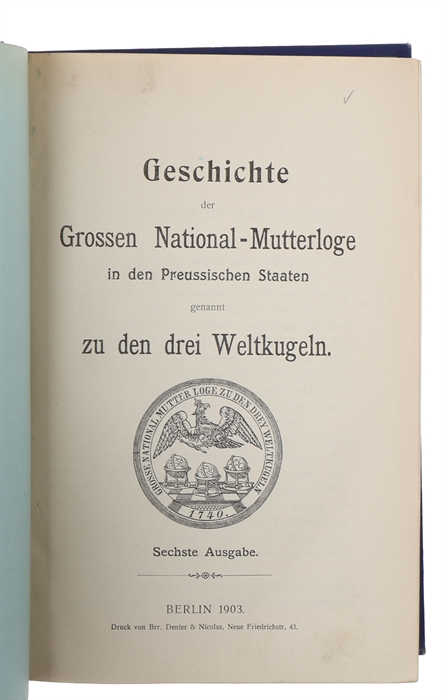 Geschichte
der
Grossen National-Mutterloge
in den Preussischen Staaten
genannt
zu den drei Weltkugeln.
GROSSE NATIONAL MUTTER LOGE ZU DEN DREY WELTKUGELN
1740.
Sechste Ausgabe.
BERLIN 1903.
Druck von Brr. Denter & Nicolas, Neue Friedrichstr. 43.